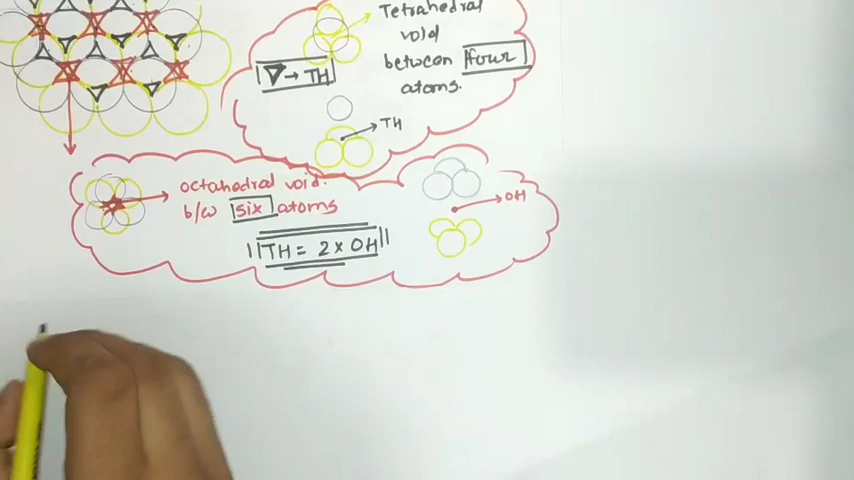 Tetrahedral
void
between four
atoms.
▽→ TH
TH
octahedral void.
b/w six atoms
OH
TH = 2 x OH